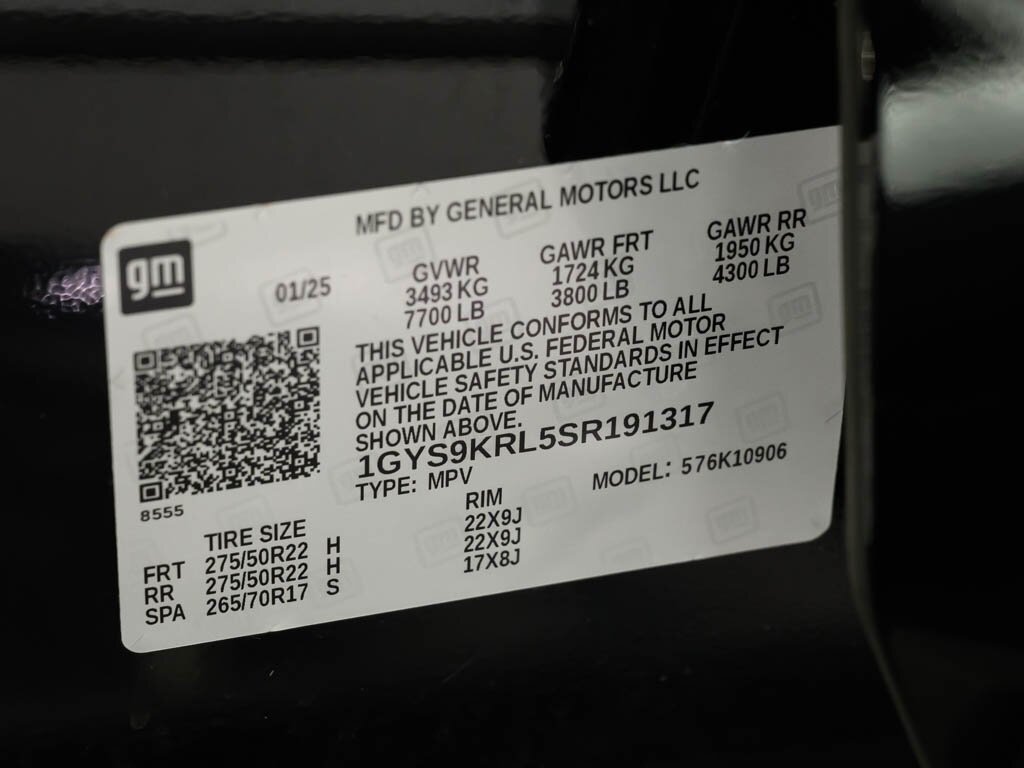 MFD BY GENERAL MOTORS LLC
gm
01/25
GVWR GAWR FRT GAWR RR
3493 KG 1724 KG 1950 KG
7700 LB 3800 LB 4300 LB
THIS VEHICLE CONFORMS TO ALL
APPLICABLE U.S. FEDERAL MOTOR
VEHICLE SAFETY STANDARDS IN EFFECT
ON THE DATE OF MANUFACTURE
SHOWN ABOVE.
1GYS9KRL5SR191317
TYPE: MPV MODEL: 576K10906
8555
TIRE SIZE RIM
FRT 275/50R22 H 22X9J
RR 275/50R22 H 22X9J
SPA 265/70R17 S 17X8J